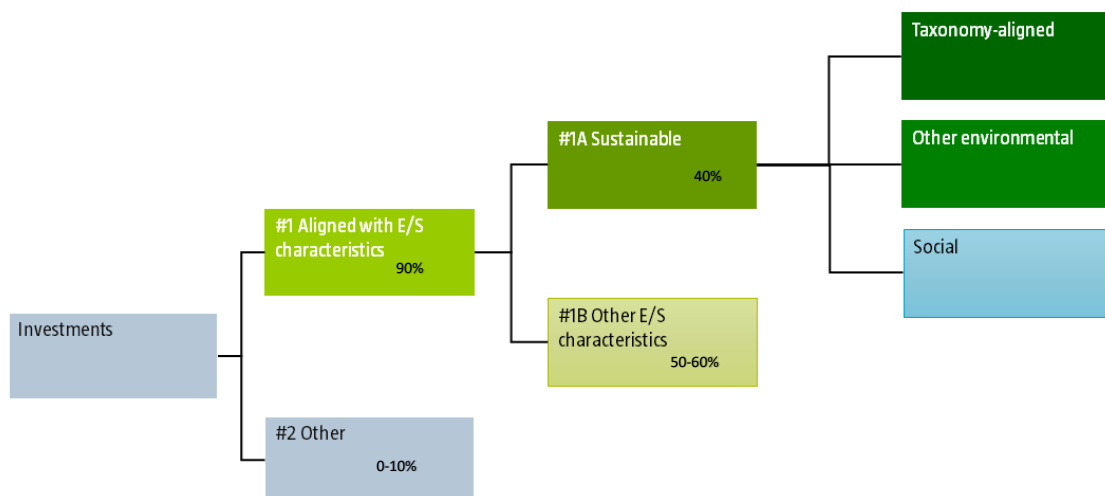 Taxonomy-aligned
#1A Sustainable
40%
Other environmental
#1 Aligned with E/S
characteristics
90%
Social
Investments
#1B Other E/S
characteristics
50-60%
#2 Other
0-10%